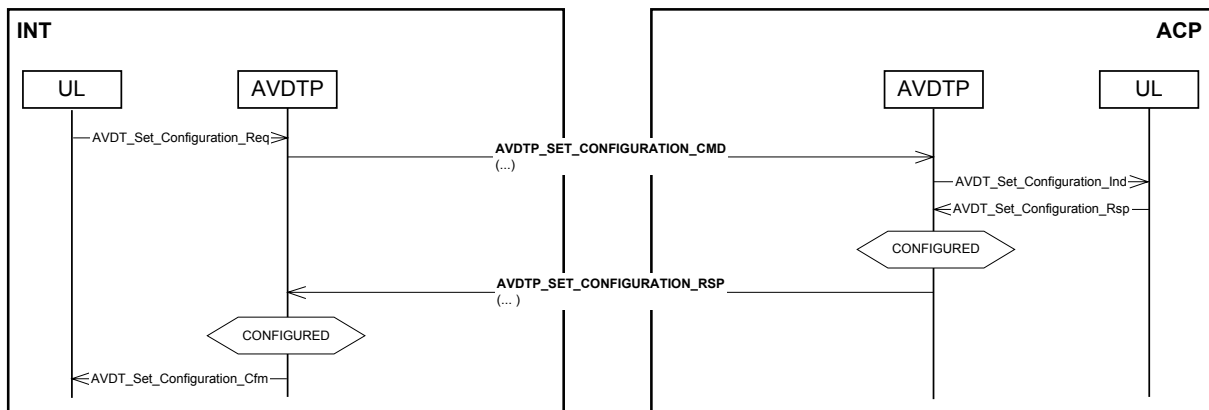 INT
ACP
UL
AVDTP
AVDTP
UL
AVDT_Set_Configuration_Req
AVDTP_SET_CONFIGURATION_CMD
(...)
AVDT_Set_Configuration_Ind
AVDT_Set_Configuration_Rsp
CONFIGURED
AVDTP_SET_CONFIGURATION_RSP
(... )
CONFIGURED
AVDT_Set_Configuration_Cfm